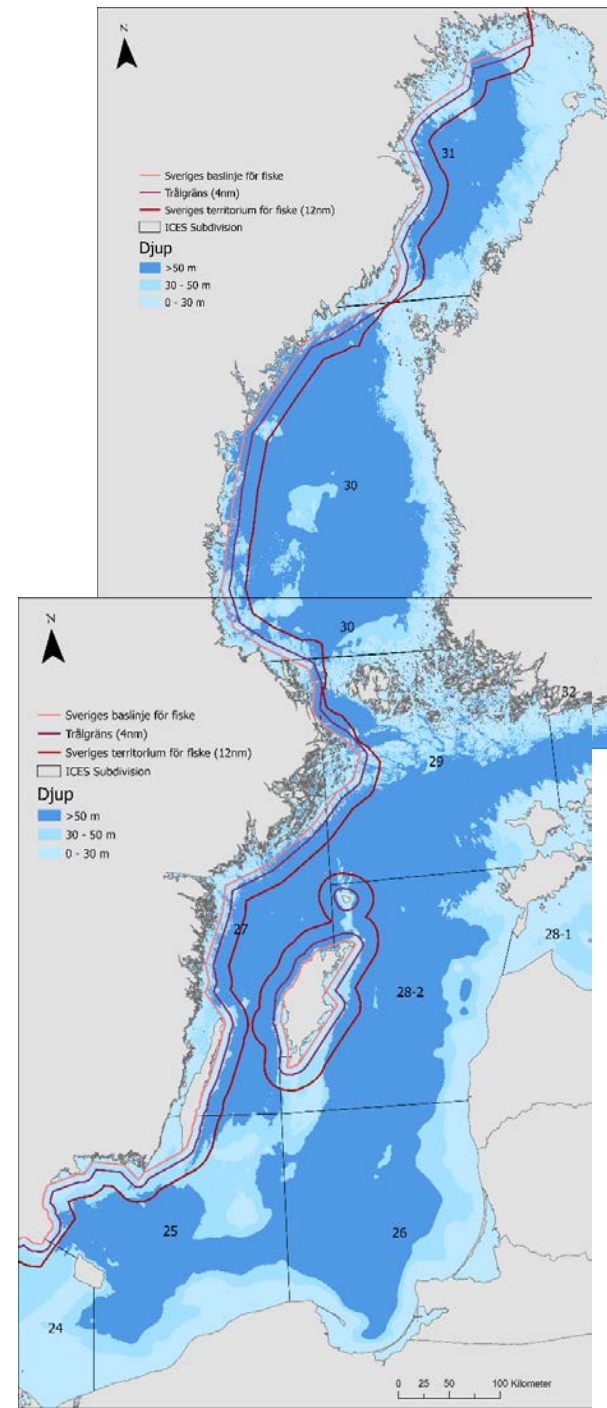 N
Sveriges baslinje för fiske
Trålgräns (4nm)
Sveriges territorium för fiske (12nm)
ICES Subdivision
Djup
>50 m
30 - 50 m
0 - 30 m
31
30
30
N
Sveriges baslinje för fiske
Trålgräns (4nm)
Sveriges territorium för fiske (12nm)
ICES Subdivision
Djup
>50 m
30 - 50 m
0 - 30 m
32
29
27
28-1
28-2
25
26
24
0 25 50 100 Kilometer